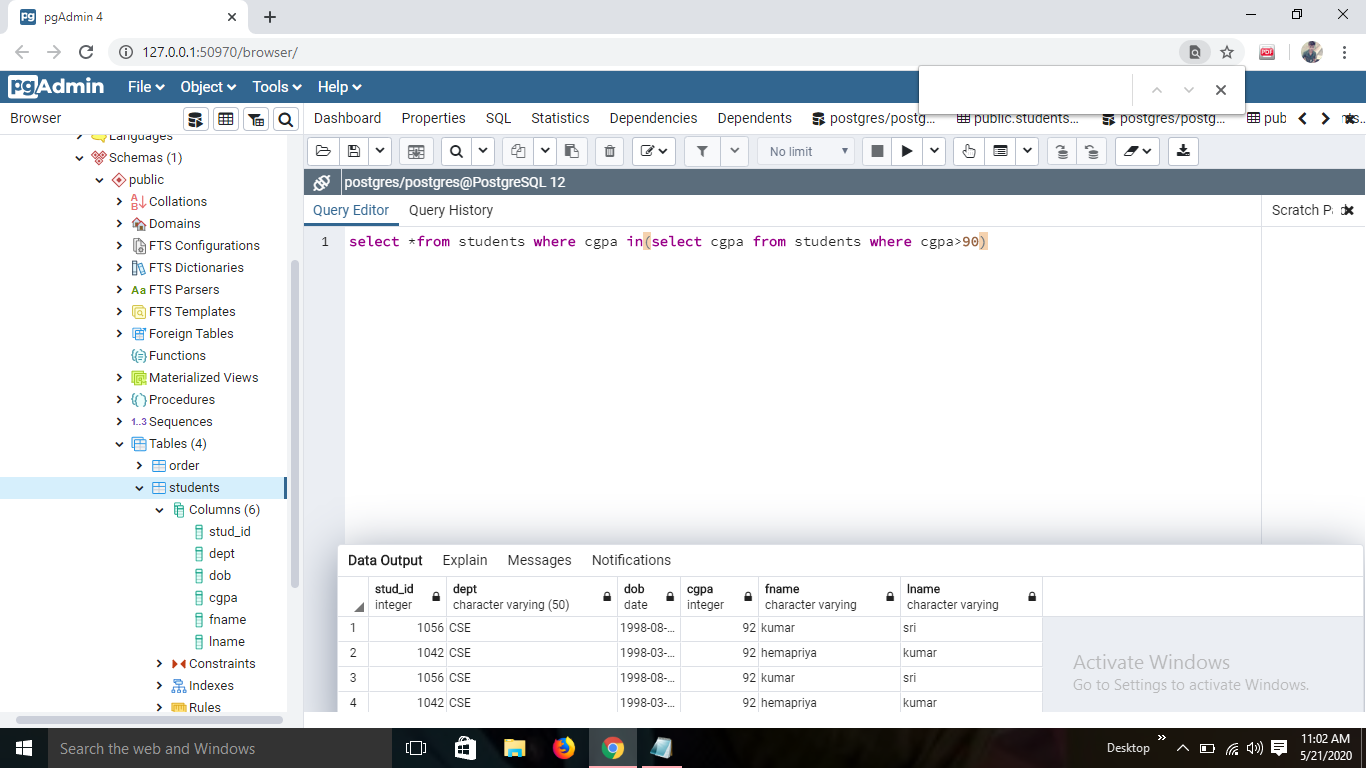 pgAdmin 4
127.0.0.1:50970/browser/
pgAdmin File Object Tools Help
Browser
Dashboard Properties SQL Statistics Dependencies Dependents postgres/postg... public.students... postgres/postg... pub
Languages
Schemas (1)
public
Collations
Domains
FTS Configurations
FTS Dictionaries
Aa FTS Parsers
FTS Templates
Foreign Tables
Functions
Materialized Views
Procedures
1..3 Sequences
Tables (4)
order
students
Columns (6)
stud_id
dept
dob
cgpa
fname
lname
Constraints
Indexes
Rules
No limit
postgres/postgres@PostgreSQL 12
Query Editor Query History
Scratch P
1 select *from students where cgpa in(select cgpa from students where cgpa>90)
Data Output Explain Messages Notifications
stud_id dept dob cgpa fname lname
integer character varying (50) date integer character varying character varying
1 1056 CSE 1998-08-... 92 kumar sri
2 1042 CSE 1998-03-... 92 hemapriya kumar
3 1056 CSE 1998-08-... 92 kumar sri
4 1042 CSE 1998-03-... 92 hemapriya kumar
Activate Windows
Go to Settings to activate Windows.
Search the web and Windows
Desktop
11:02 AM
5/21/2020